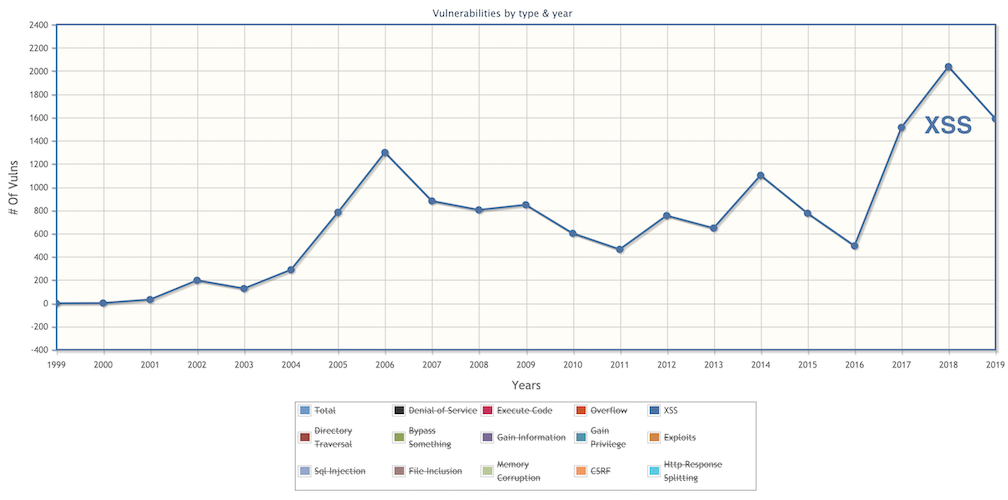 Vulnerabilities by type & year
2400
2200
2000
1800
1600
1400
1200
1000
800
600
400
200
0
-200
-400
# Of Vulns
XSS
1999 2000 2001 2002 2003 2004 2005 2006 2007 2008 2009 2010 2011 2012 2013 2014 2015 2016 2017 2018 2019
Years
Total Denial of Service Execute Code Overflow XSS
Directory Traversal Bypass Something Gain Information Gain Privilege Exploits
Sql Injection File Inclusion Memory Corruption CSRF Http Response Splitting